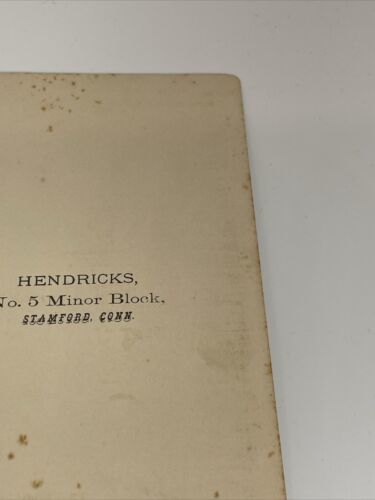 HENDRICKS,
No. 5 Minor Block,
STAMFORD, CONN.